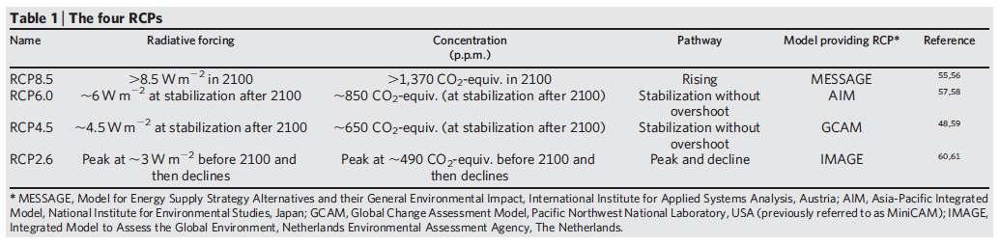 Table 1 | The four RCPs
Name Radiative forcing Concentration (p.p.m.) Pathway Model providing RCP* Reference
RCP8.5 >8.5 W m−2 in 2100 >1,370 CO2-equiv. in 2100 Rising MESSAGE 55,56
RCP6.0 ~6 W m−2 at stabilization after 2100 ~850 CO2-equiv. (at stabilization after 2100) Stabilization without overshoot AIM 57,58
RCP4.5 ~4.5 W m−2 at stabilization after 2100 ~650 CO2-equiv. (at stabilization after 2100) Stabilization without overshoot GCAM 48,59
RCP2.6 Peak at ~3 W m−2 before 2100 and then declines Peak at ~490 CO2-equiv. before 2100 and then declines Peak and decline IMAGE 60,61
* MESSAGE, Model for Energy Supply Strategy Alternatives and their General Environmental Impact, International Institute for Applied Systems Analysis, Austria; AIM, Asia-Pacific Integrated
Model, National Institute for Environmental Studies, Japan; GCAM, Global Change Assessment Model, Pacific Northwest National Laboratory, USA (previously referred to as MiniCAM); IMAGE,
Integrated Model to Assess the Global Environment, Netherlands Environmental Assessment Agency, The Netherlands.